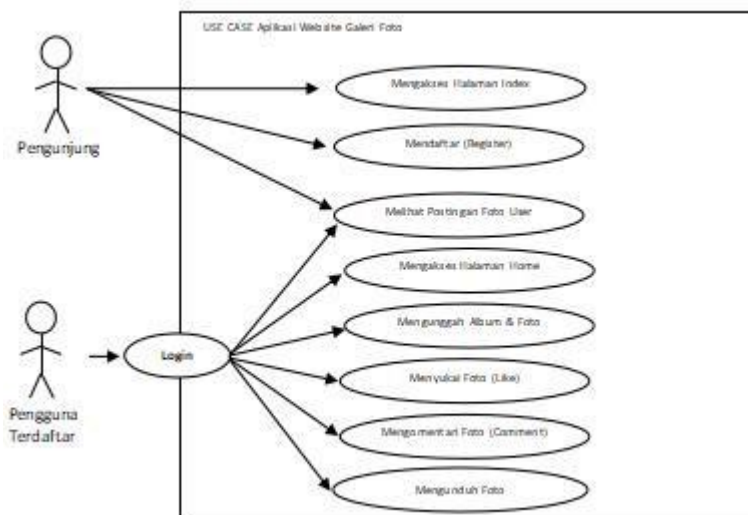 USE CASE Aplikasi Website Galeri Foto
Mengakses Halaman Index
Pengunjung
Mendaftar (Register)
Melihat Postingan Foto User
Mengakses Halaman Home
Mengunggah Album & Foto
Login
Menyukai Foto (Like)
Pengguna
Terdaftar
Mengomentari Foto (Comment)
Mengunduh Foto